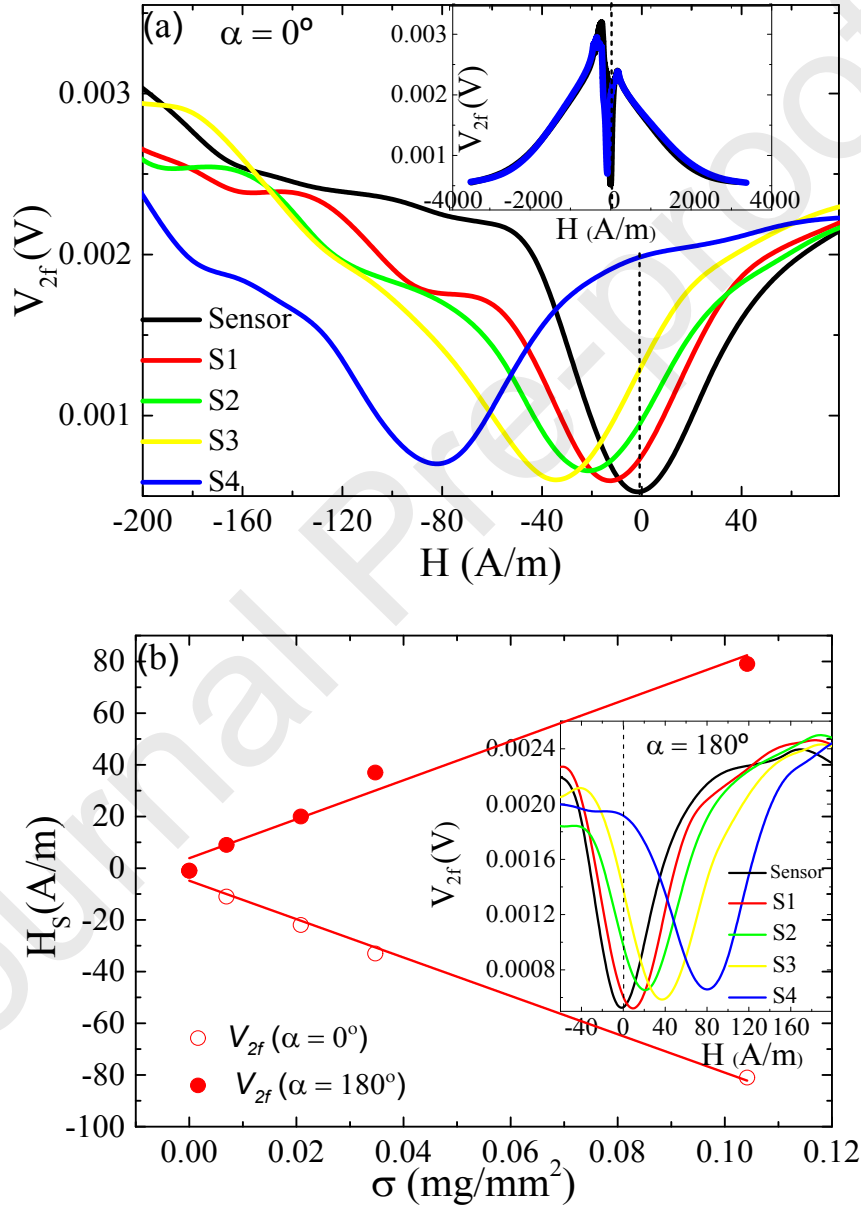 (a)
α = 0º
V2f (V)
0.003
0.002
0.001
Sensor
S1
S2
S3
S4
-200
-160
-120
-80
-40
0
40
H (A/m)
V2f (V)
0.003
0.002
0.001
-4000
-2000
0
2000
4000
H (A/m)
Journal Pre-proof
(b)
HS (A/m)
80
60
40
20
0
-20
-40
-60
-80
-100
V2f (α = 0º)
V2f (α = 180º)
0.00
0.02
0.04
0.06
0.08
0.10
0.12
σ (mg/mm²)
α = 180º
V2f (V)
0.0024
0.0020
0.0016
0.0012
0.0008
Sensor
S1
S2
S3
S4
-40
0
40
80
120
160
H (A/m)